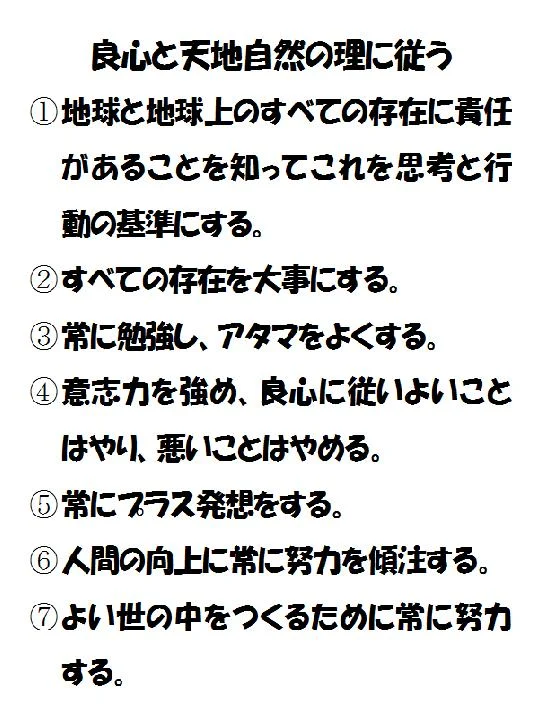 良心と天地自然の理に従う
①地球と地球上のすべての存在に責任
があることを知ってこれを思考と行
動の基準にする。
②すべての存在を大事にする。
③常に勉強し、アタマをよくする。
④意志力を強め、良心に従いよいこと
はやり、悪いことはやめる。
⑤常にプラス発想をする。
⑥人間の向上に常に努力を傾注する。
⑦よい世の中をつくるために常に努力
する。